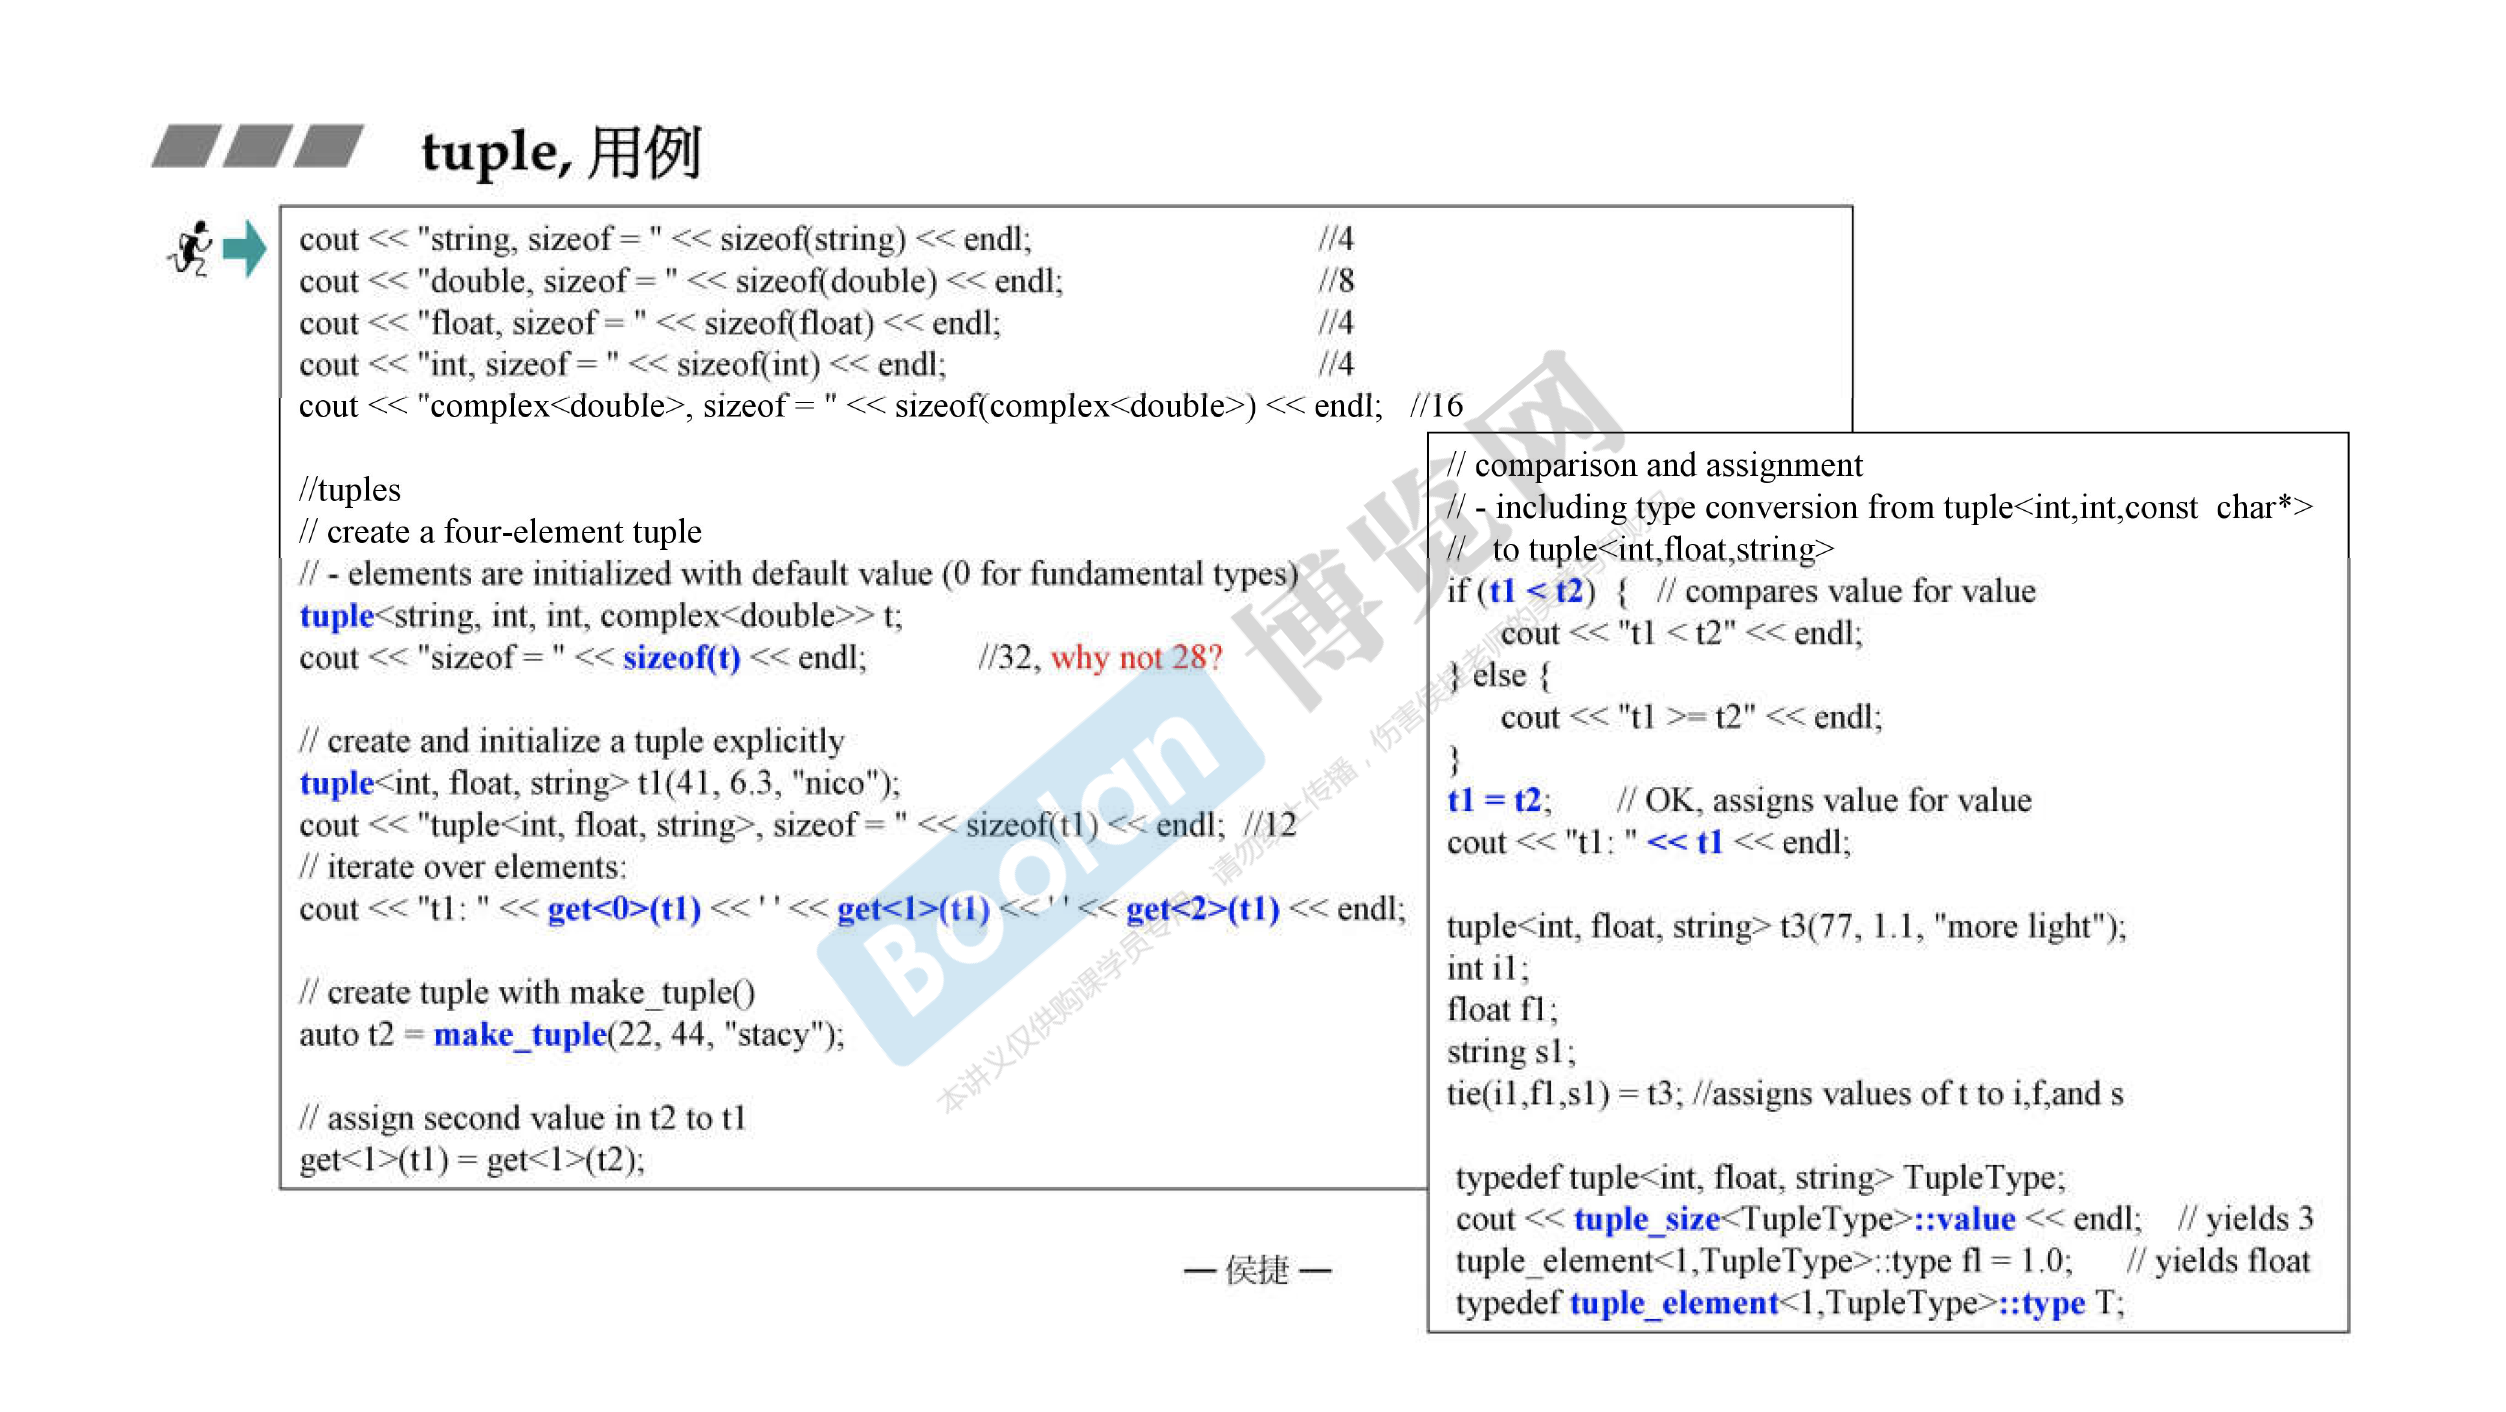 tuple, 用例
cout << "string, sizeof = " << sizeof(string) << endl; //4
cout << "double, sizeof = " << sizeof(double) << endl; //8
cout << "float, sizeof = " << sizeof(float) << endl; //4
cout << "int, sizeof = " << sizeof(int) << endl; //4
cout << "complex<double>, sizeof = " << sizeof(complex<double>) << endl; //16
//tuples
// create a four-element tuple
// - elements are initialized with default value (0 for fundamental types)
tuple<string, int, int, complex<double>> t;
cout << "sizeof = " << sizeof(t) << endl; //32, why not 28?
// create and initialize a tuple explicitly
tuple<int, float, string> t1(41, 6.3, "nico");
cout << "tuple<int, float, string>, sizeof = " << sizeof(t1) << endl; //12
// iterate over elements:
cout << "t1: " << get<0>(t1) << ' ' << get<1>(t1) << ' ' << get<2>(t1) << endl;
// create tuple with make_tuple()
auto t2 = make_tuple(22, 44, "stacy");
// assign second value in t2 to t1
get<1>(t1) = get<1>(t2);
// comparison and assignment
// - including type conversion from tuple<int,int,const char*>
// to tuple<int,float,string>
if (t1 < t2) { // compares value for value
cout << "t1 < t2" << endl;
} else {
cout << "t1 >= t2" << endl;
}
t1 = t2; // OK, assigns value for value
cout << "t1: " << t1 << endl;
tuple<int, float, string> t3(77, 1.1, "more light");
int i1;
float f1;
string s1;
tie(i1,f1,s1) = t3; //assigns values of t to i,f,and s
typedef tuple<int, float, string> TupleType;
cout << tuple_size<TupleType>::value << endl; // yields 3
tuple_element<1,TupleType>::type fl = 1.0; // yields float
typedef tuple_element<1,TupleType>::type T;
— 侯捷 —
Boolan 博览网
本讲义仅供购课学员专用，请勿线上传播，伤害侯捷老师的美意与